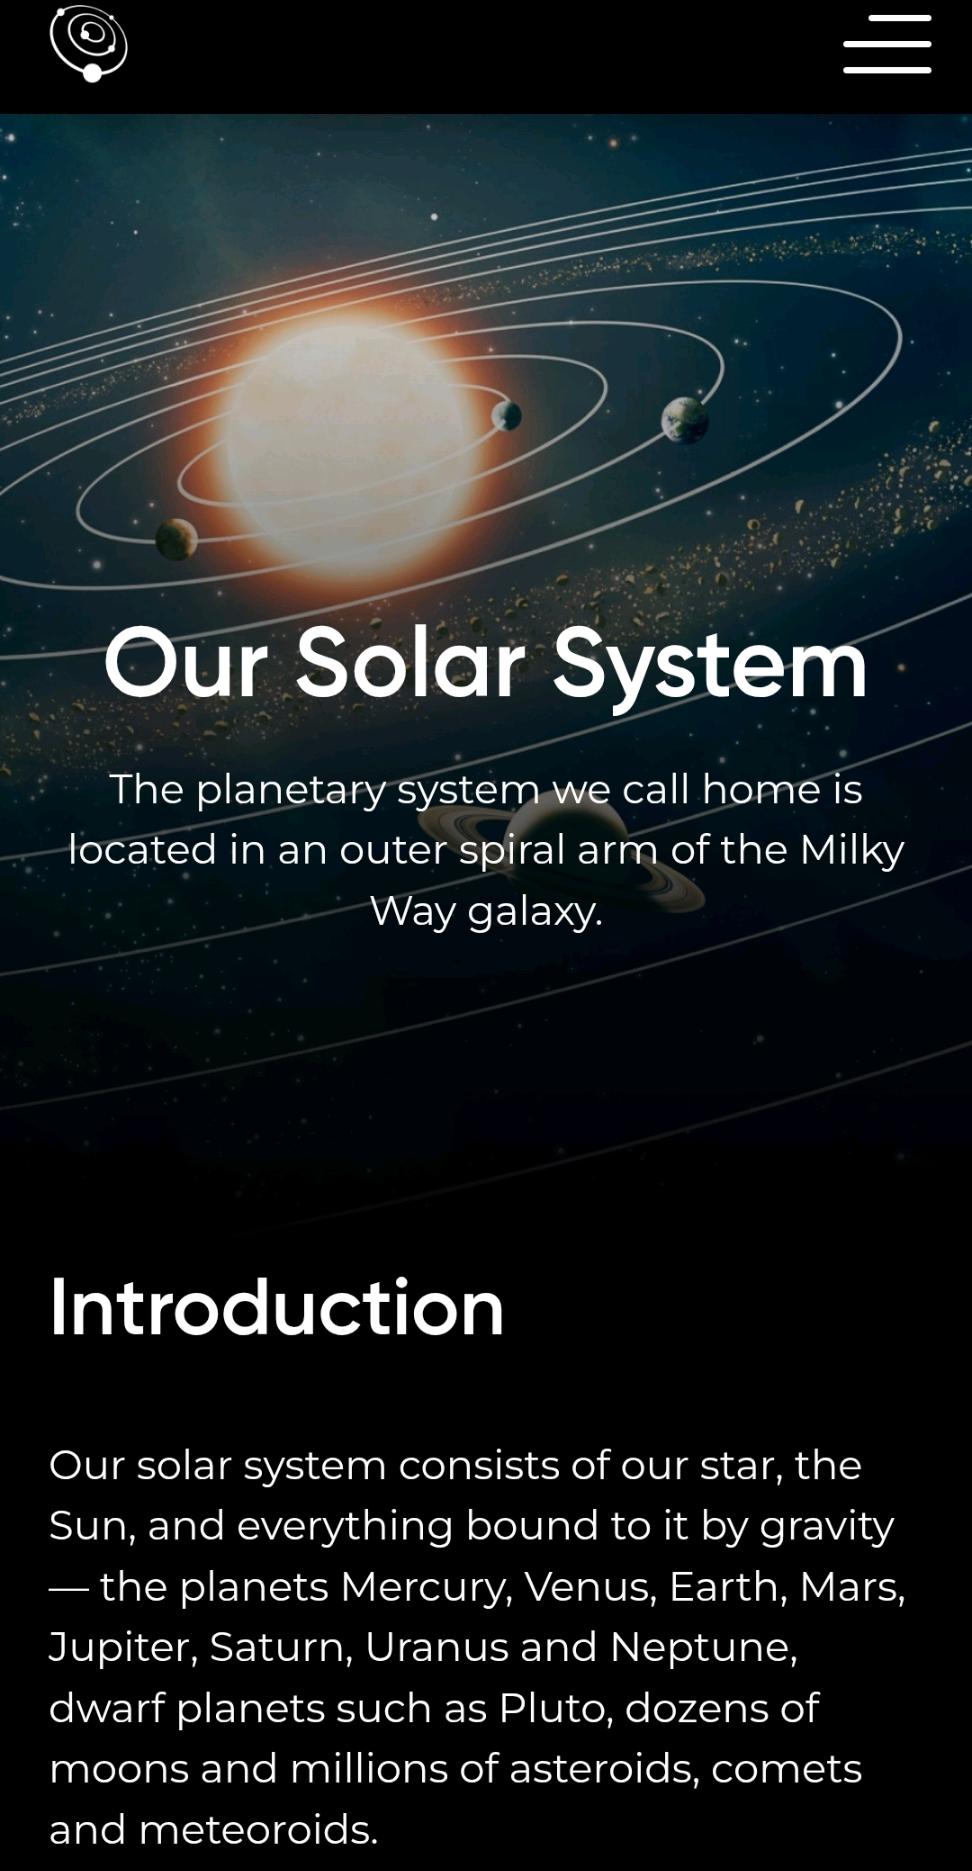 Our Solar System
The planetary system we call home is
located in an outer spiral arm of the Milky
Way galaxy.
Introduction
Our solar system consists of our star, the
Sun, and everything bound to it by gravity
— the planets Mercury, Venus, Earth, Mars,
Jupiter, Saturn, Uranus and Neptune,
dwarf planets such as Pluto, dozens of
moons and millions of asteroids, comets
and meteoroids.